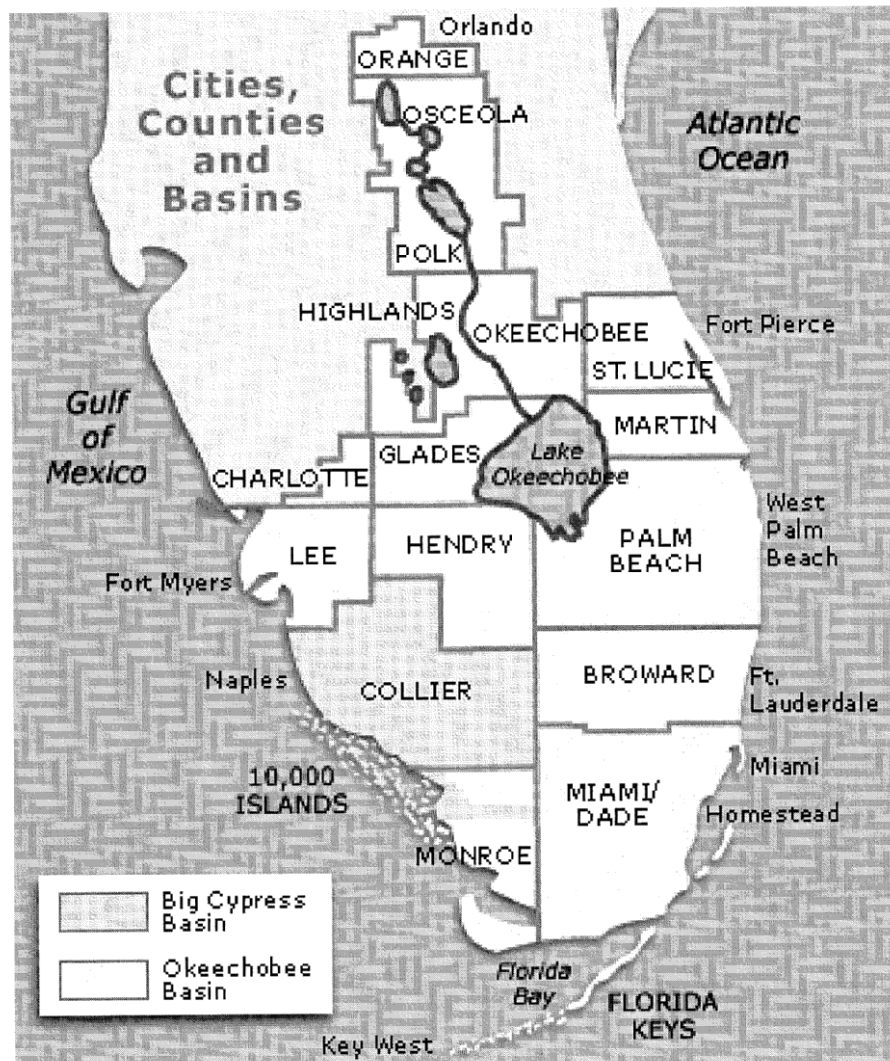 Orlando
ORANGE
Cities,
Counties
and
Basins
OSCEOLA
Atlantic
Ocean
POLK
HIGHLANDS
OKEECHOBEE
Fort Pierce
ST. LUCIE
Gulf
of
Mexico
MARTIN
GLADES
Lake
Okeechobee
CHARLOTTE
West
Palm
Beach
LEE
HENDRY
PALM
BEACH
Fort Myers
Naples
COLLIER
BROWARD
Ft.
Lauderdale
10,000
ISLANDS
Miami
MIAMI/
DADE
Homestead
MONROE
Big Cypress
Basin
Okeechobee
Basin
Florida
Bay
FLORIDA
KEYS
Key West